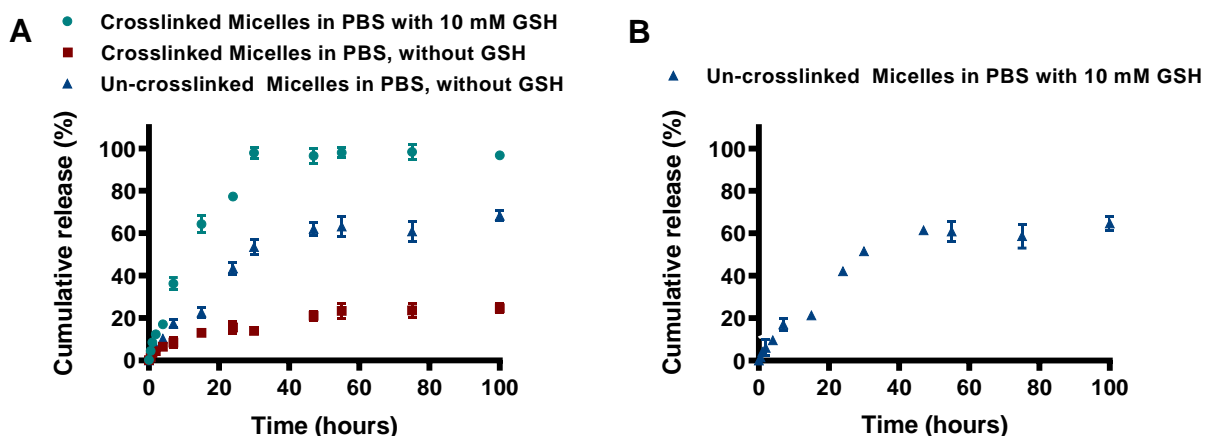 A
Crosslinked Micelles in PBS with 10 mM GSH
Crosslinked Micelles in PBS, without GSH
Un-crosslinked Micelles in PBS, without GSH
Cumulative release (%)
100
80
60
40
20
0
0 20 40 60 80 100
Time (hours)
B
Un-crosslinked Micelles in PBS with 10 mM GSH
Cumulative release (%)
100
80
60
40
20
0
0 20 40 60 80 100
Time (hours)